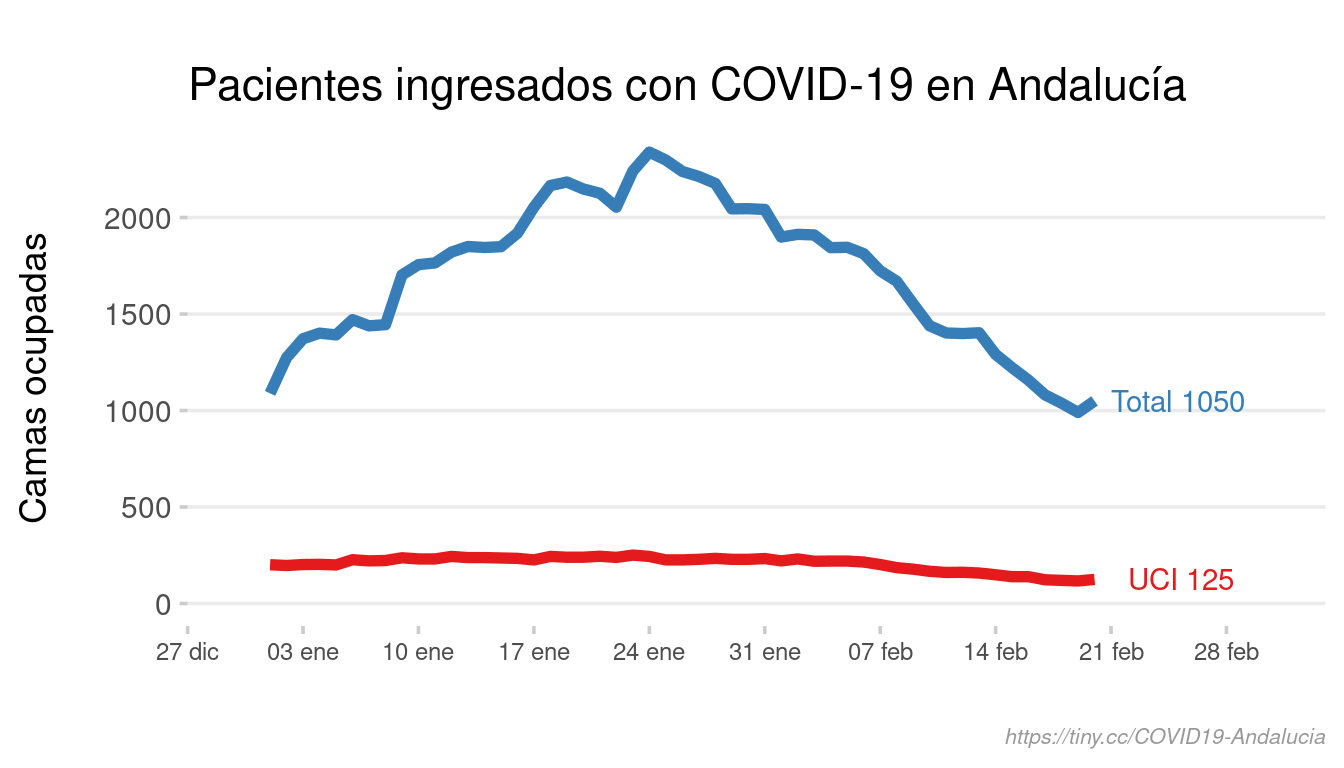 Pacientes ingresados con COVID-19 en Andalucía
Camas ocupadas
2000
1500
1000
500
0
Total 1050
UCI 125
27 dic 03 ene 10 ene 17 ene 24 ene 31 ene 07 feb 14 feb 21 feb 28 feb
https://tiny.cc/COVID19-Andalucia